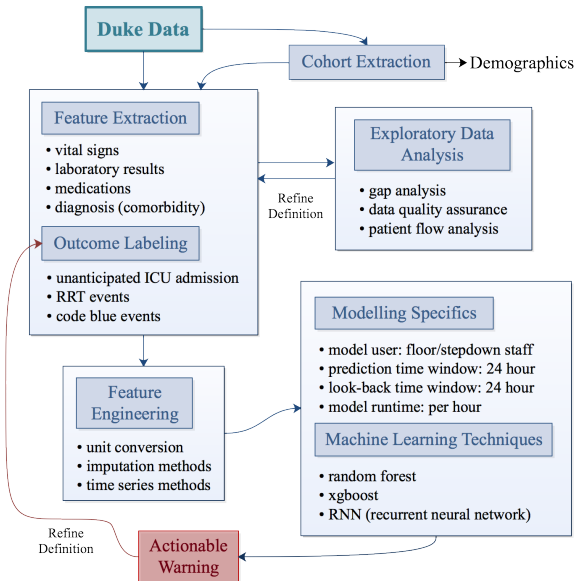 Duke Data
Cohort Extraction
Demographics
Feature Extraction
• vital signs
• laboratory results
• medications
• diagnosis (comorbidity)
Outcome Labeling
• unanticipated ICU admission
• RRT events
• code blue events
Exploratory Data
Analysis
• gap analysis
• data quality assurance
• patient flow analysis
Refine
Definition
Feature
Engineering
• unit conversion
• imputation methods
• time series methods
Modelling Specifics
• model user: floor/stepdown staff
• prediction time window: 24 hour
• look-back time window: 24 hour
• model runtime: per hour
Machine Learning Techniques
• random forest
• xgboost
• RNN (recurrent neural network)
Actionable
Warning
Refine
Definition